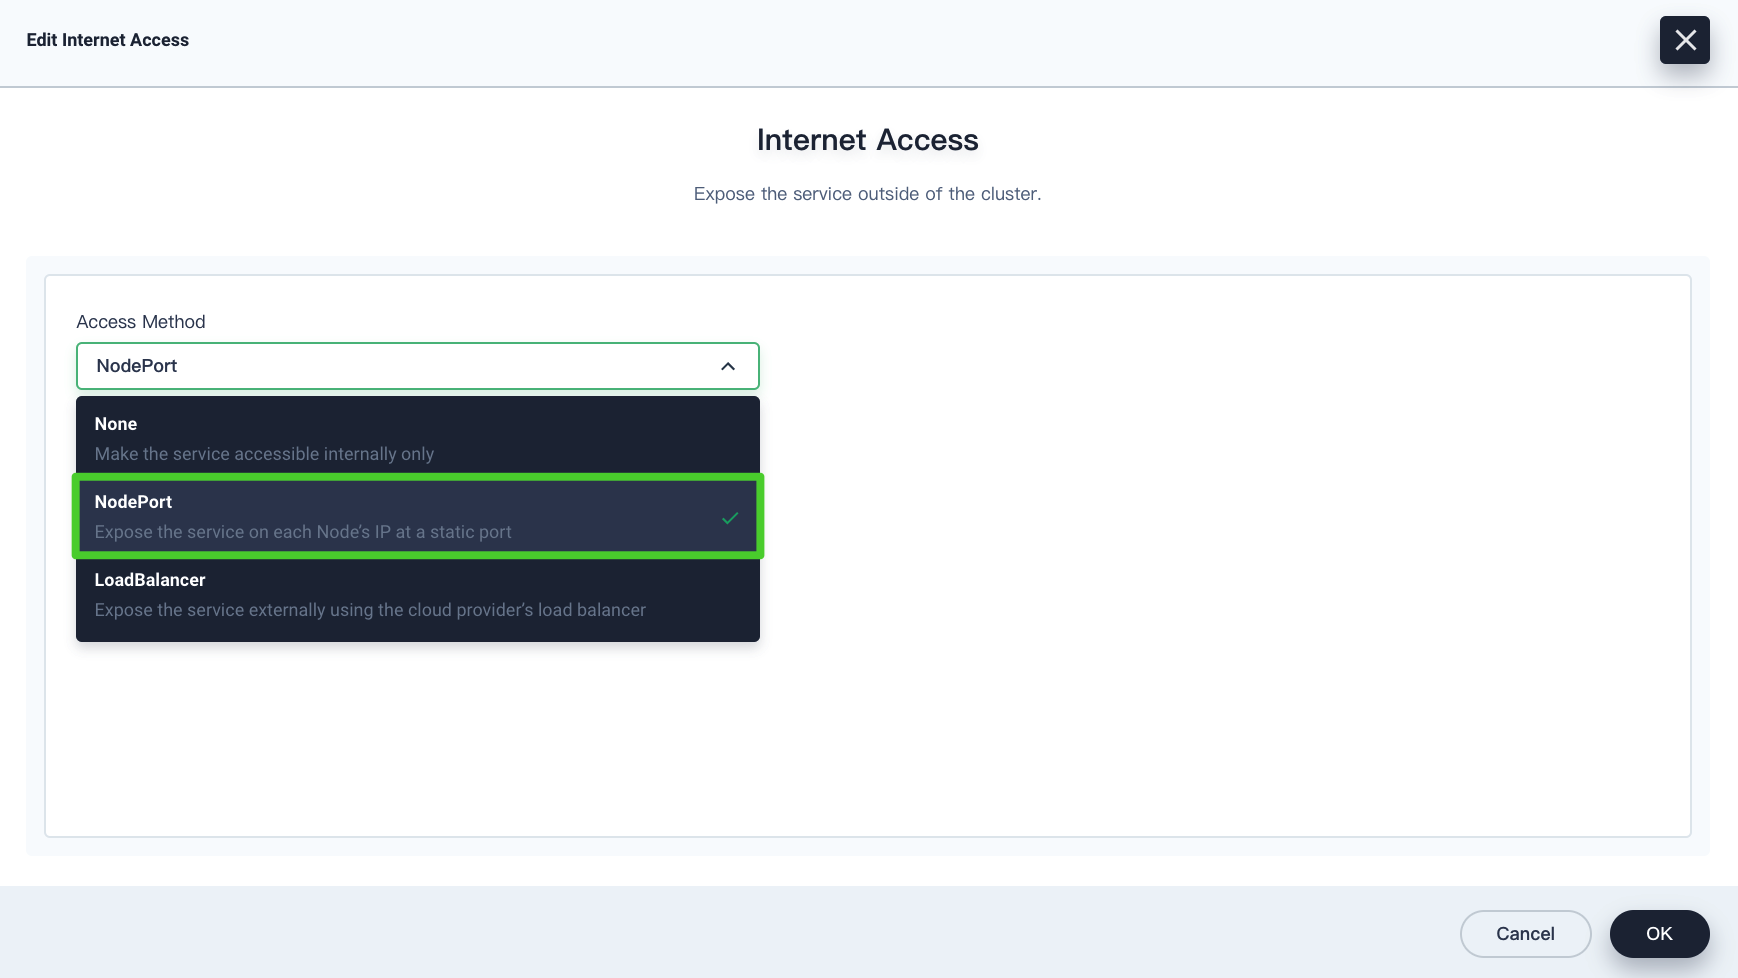 Edit Internet Access
Internet Access
Expose the service outside of the cluster.
Access Method
NodePort
None
Make the service accessible internally only
NodePort
Expose the service on each Node’s IP at a static port
LoadBalancer
Expose the service externally using the cloud provider’s load balancer
Cancel
OK